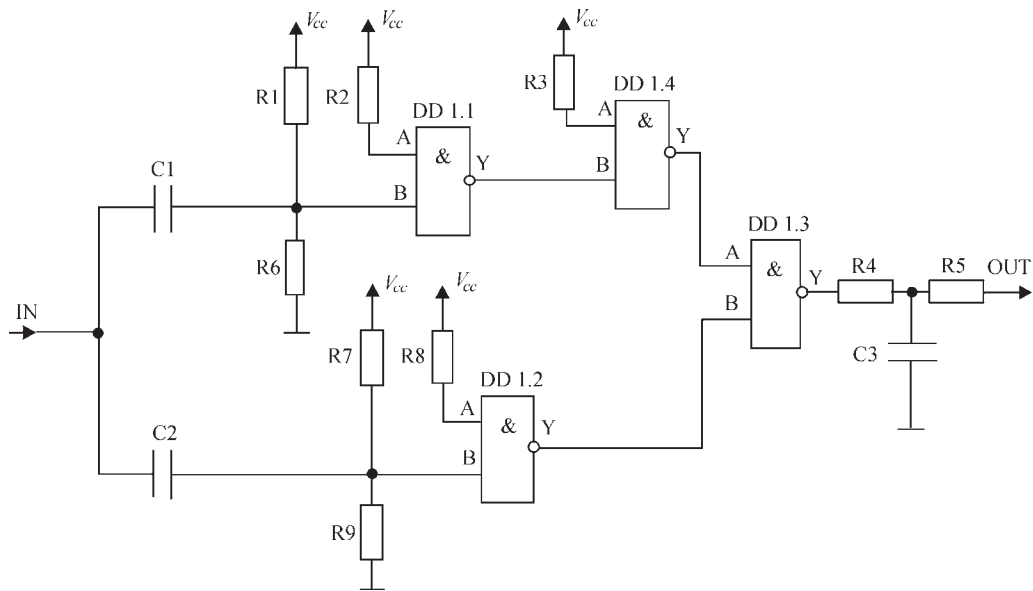 Vcc
Vcc
Vcc
R1
R2
R3
DD 1.1
DD 1.4
A
&
Y
B
A
&
Y
B
C1
R6
DD 1.3
A
&
Y
B
R4
R5
OUT
C3
IN
Vcc
Vcc
R7
R8
DD 1.2
A
&
Y
B
C2
R9